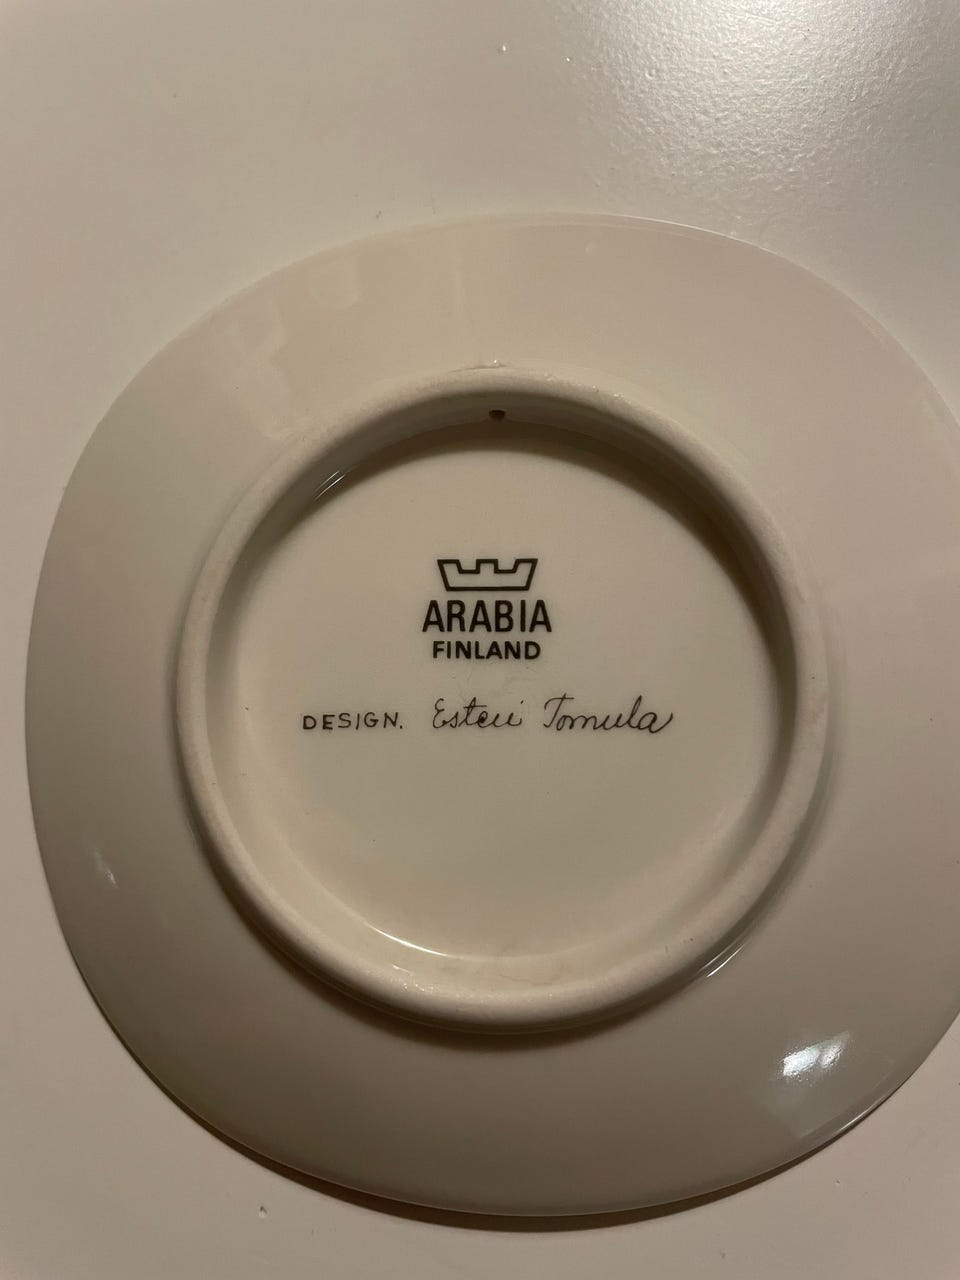 ARABIA
FINLAND
DESIGN. Esteri Tomula